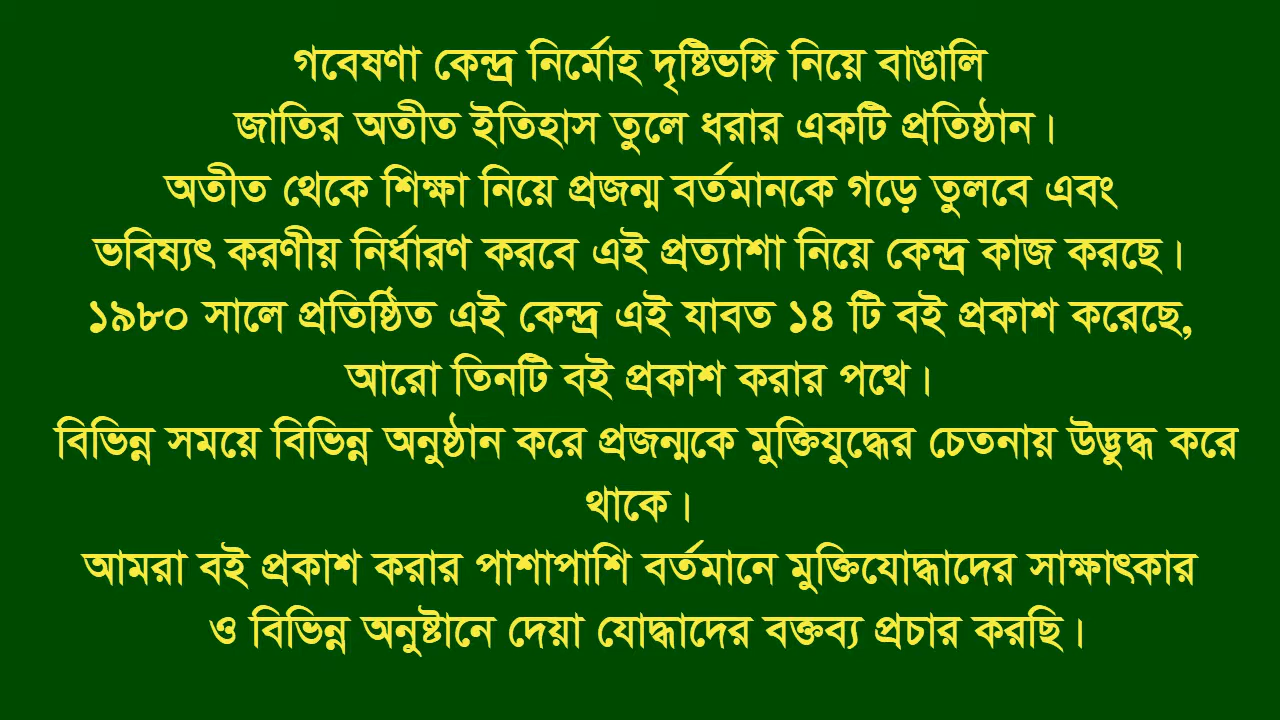 গবেষণা কেন্দ্র নির্মোহ দৃষ্টিভঙ্গি নিয়ে বাঙালি
জাতির অতীত ইতিহাস তুলে ধরার একটি প্রতিষ্ঠান।
অতীত থেকে শিক্ষা নিয়ে প্রজন্ম বর্তমানকে গড়ে তুলবে এবং
ভবিষ্যৎ করণীয় নির্ধারণ করবে এই প্রত্যাশা নিয়ে কেন্দ্র কাজ করছে।
১৯৮০ সালে প্রতিষ্ঠিত এই কেন্দ্র এই যাবত ১৪ টি বই প্রকাশ করেছে,
আরো তিনটি বই প্রকাশ করার পথে।
বিভিন্ন সময়ে বিভিন্ন অনুষ্ঠান করে প্রজন্মকে মুক্তিযুদ্ধের চেতনায় উদ্ভুদ্ধ করে
থাকে।
আমরা বই প্রকাশ করার পাশাপাশি বর্তমানে মুক্তিযোদ্ধাদের সাক্ষাৎকার
ও বিভিন্ন অনুষ্টানে দেয়া যোদ্ধাদের বক্তব্য প্রচার করছি।